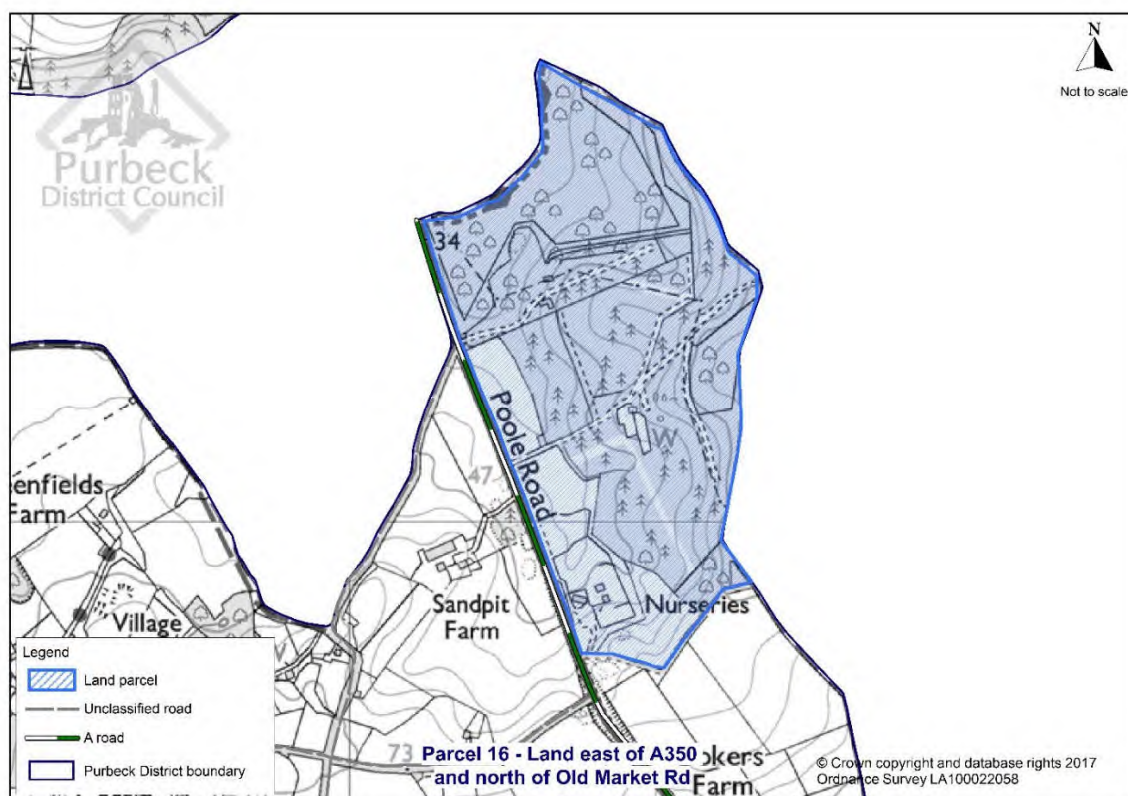 N
Not to scale
Purbeck
District Council
34
Poole Road
47
W
enfields
Farm
Sandpit
Farm
Nurseries
Village
73
Legend
Land parcel
Unclassified road
A road
Purbeck District boundary
Parcel 16 - Land east of A350
and north of Old Market Rd
okers
Farm
© Crown copyright and database rights 2017
Ordnance Survey LA100022058